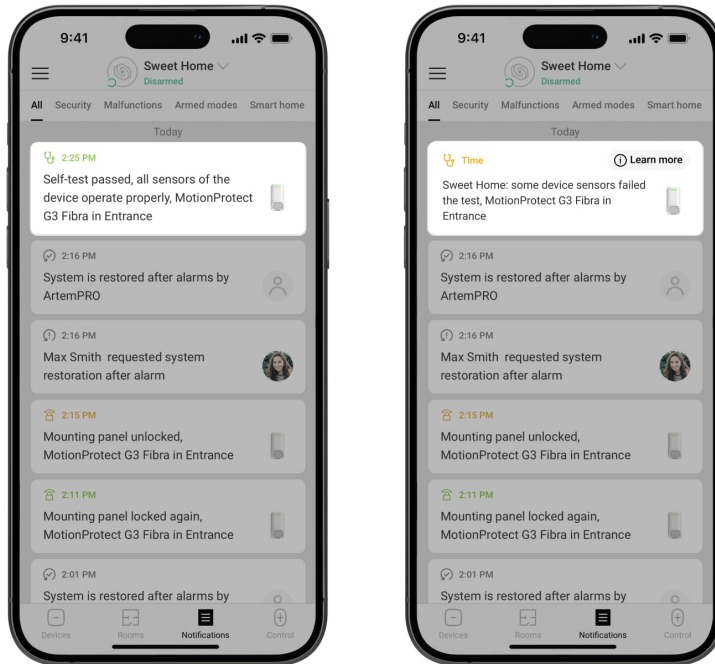 9:41
Sweet Home
Disarmed
All Security Malfunctions Armed modes Smart home
Today
2:25 PM
Self-test passed, all sensors of the
device operate properly, MotionProtect
G3 Fibra in Entrance
2:16 PM
System is restored after alarms by
ArtemPRO
2:16 PM
Max Smith requested system
restoration after alarm
2:15 PM
Mounting panel unlocked,
MotionProtect G3 Fibra in Entrance
2:11 PM
Mounting panel locked again,
MotionProtect G3 Fibra in Entrance
2:01 PM
System is restored after alarms by
Devices Rooms Notifications Control
9:41
Sweet Home
Disarmed
All Security Malfunctions Armed modes Smart home
Today
Time Learn more
Sweet Home: some device sensors failed
the test, MotionProtect G3 Fibra in
Entrance
2:16 PM
System is restored after alarms by
ArtemPRO
2:16 PM
Max Smith requested system
restoration after alarm
2:15 PM
Mounting panel unlocked,
MotionProtect G3 Fibra in Entrance
2:11 PM
Mounting panel locked again,
MotionProtect G3 Fibra in Entrance
2:01 PM
System is restored after alarms by
Devices Rooms Notifications Control